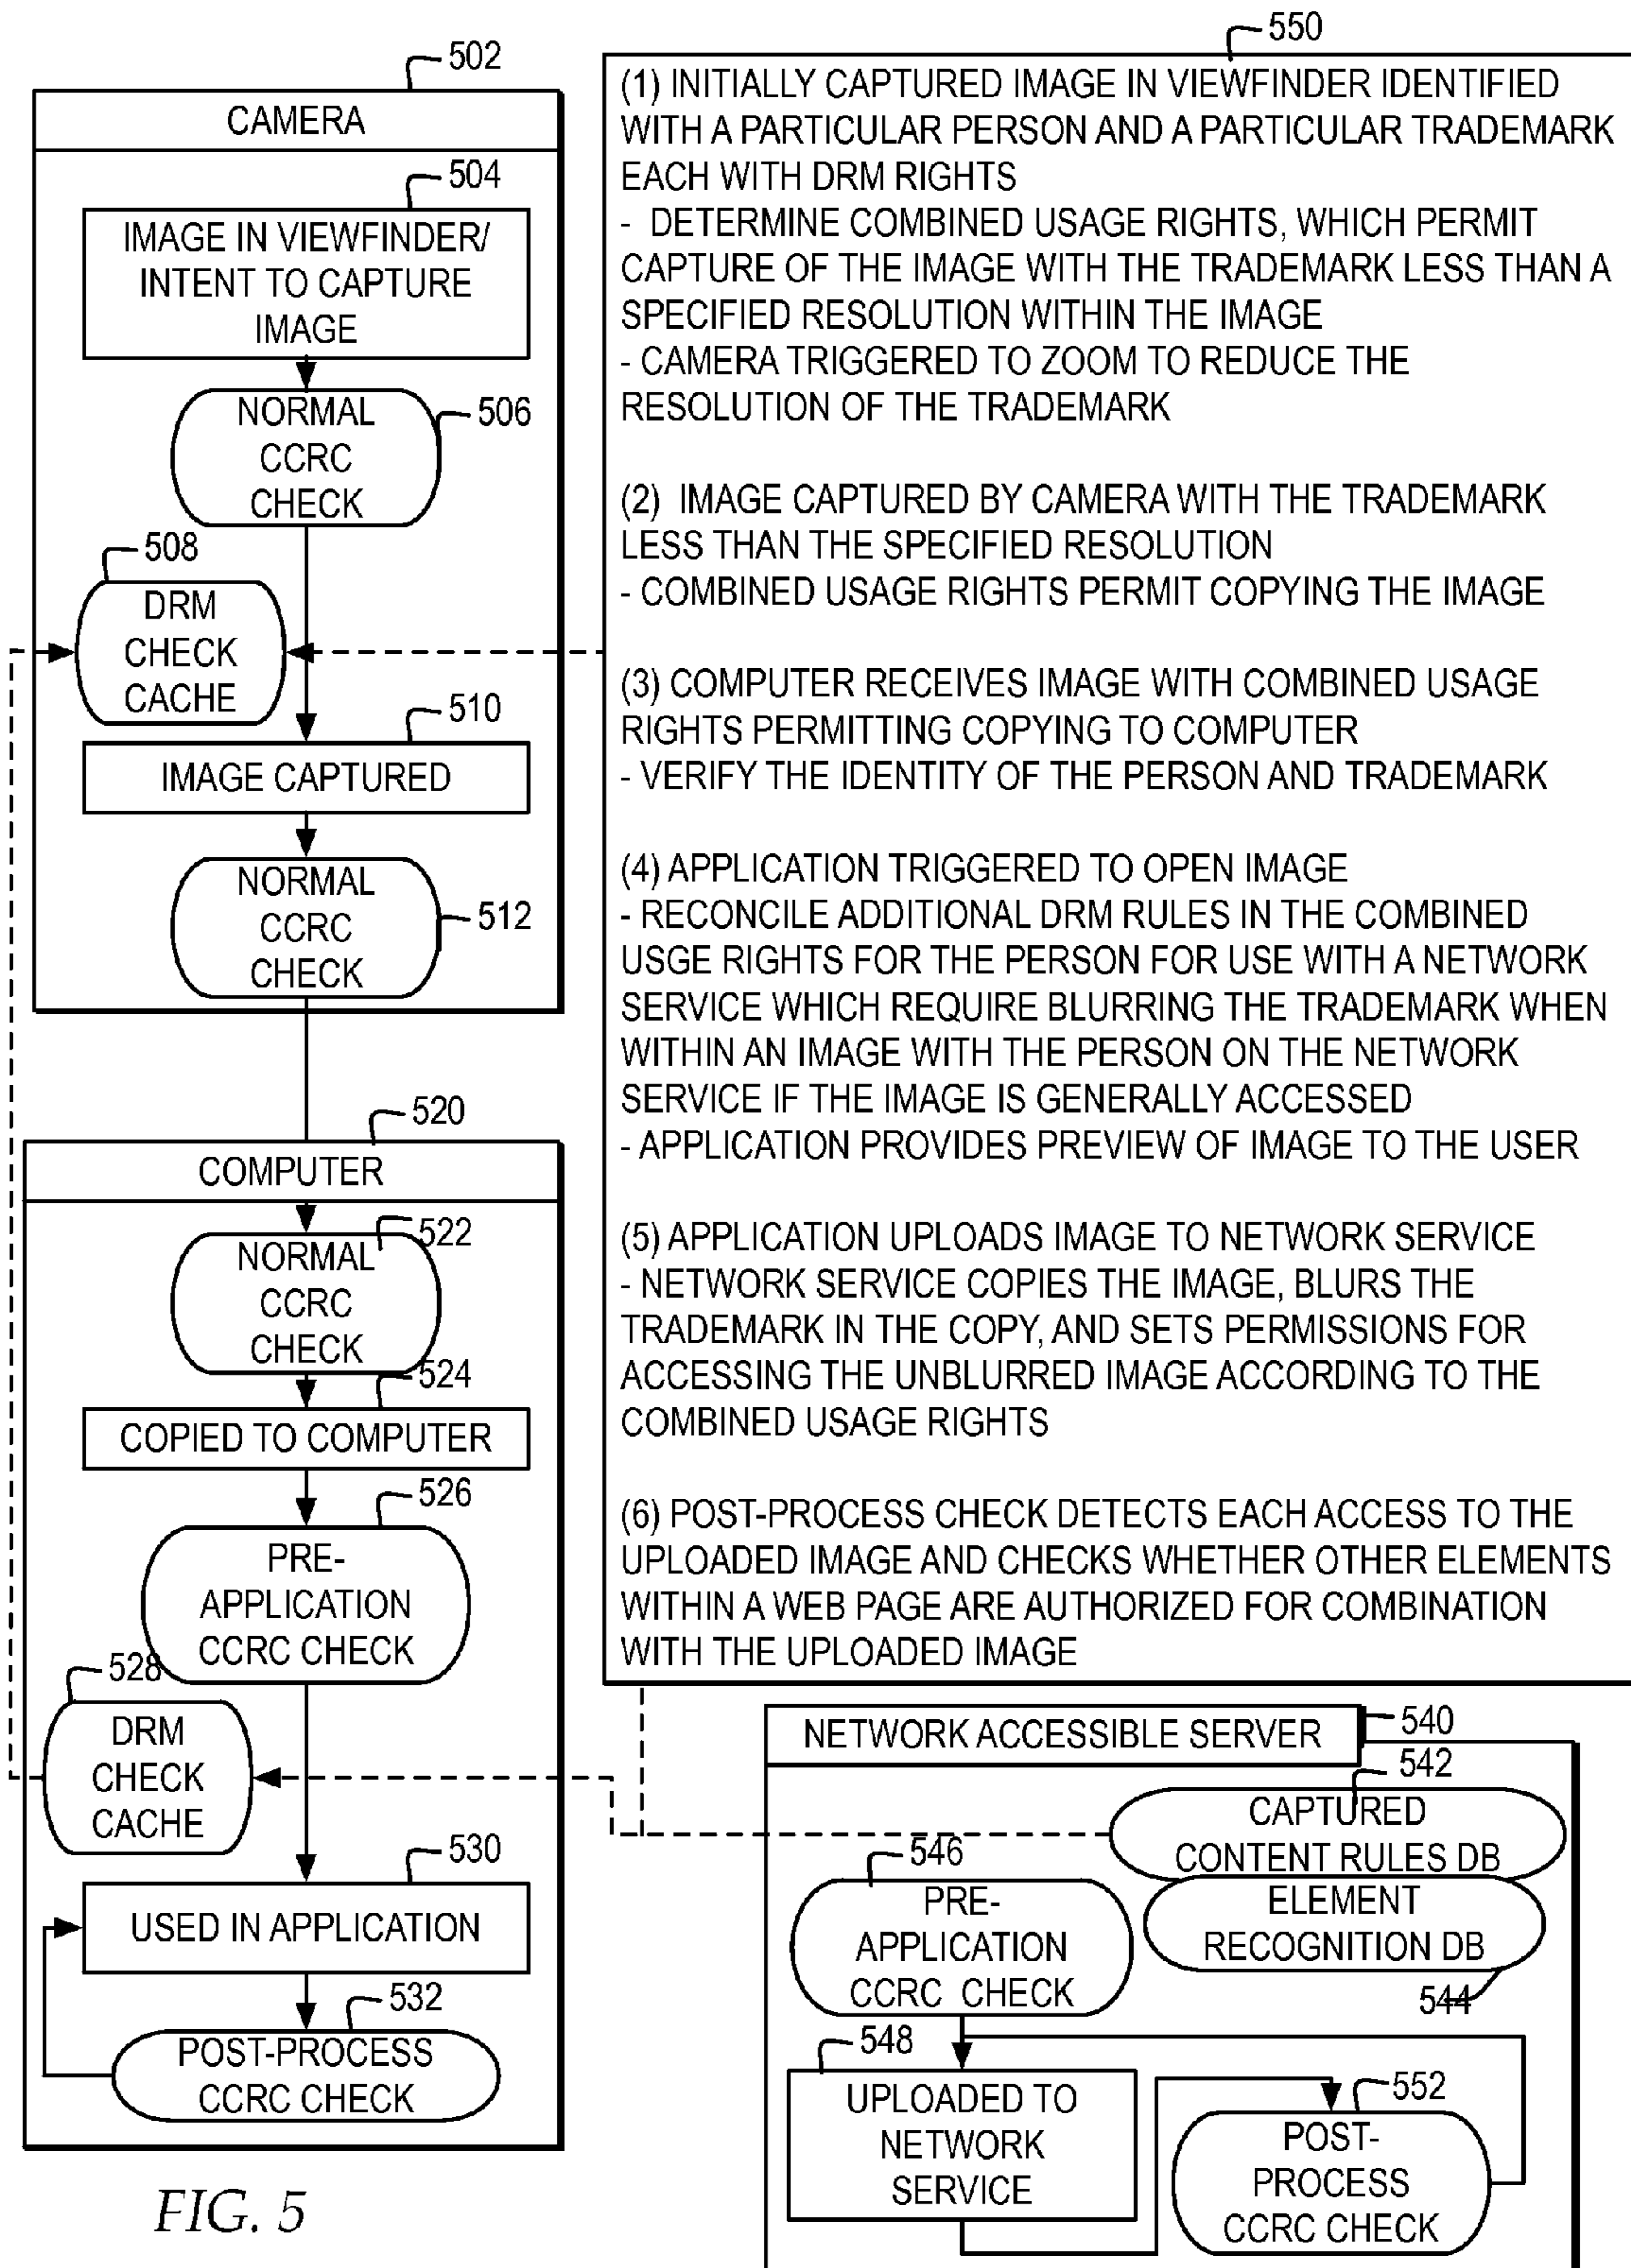 502
CAMERA
504
IMAGE IN VIEWFINDER/
INTENT TO CAPTURE
IMAGE
NORMAL
CCRC
CHECK
506
508
DRM
CHECK
CACHE
510
IMAGE CAPTURED
NORMAL
CCRC
CHECK
512
520
COMPUTER
522
NORMAL
CCRC
CHECK
524
COPIED TO COMPUTER
526
PRE-
APPLICATION
CCRC CHECK
528
DRM
CHECK
CACHE
530
USED IN APPLICATION
532
POST-PROCESS
CCRC CHECK
FIG. 5
550
(1) INITIALLY CAPTURED IMAGE IN VIEWFINDER IDENTIFIED
WITH A PARTICULAR PERSON AND A PARTICULAR TRADEMARK
EACH WITH DRM RIGHTS
- DETERMINE COMBINED USAGE RIGHTS, WHICH PERMIT
CAPTURE OF THE IMAGE WITH THE TRADEMARK LESS THAN A
SPECIFIED RESOLUTION WITHIN THE IMAGE
- CAMERA TRIGGERED TO ZOOM TO REDUCE THE
RESOLUTION OF THE TRADEMARK
(2) IMAGE CAPTURED BY CAMERA WITH THE TRADEMARK
LESS THAN THE SPECIFIED RESOLUTION
- COMBINED USAGE RIGHTS PERMIT COPYING THE IMAGE
(3) COMPUTER RECEIVES IMAGE WITH COMBINED USAGE
RIGHTS PERMITTING COPYING TO COMPUTER
- VERIFY THE IDENTITY OF THE PERSON AND TRADEMARK
(4) APPLICATION TRIGGERED TO OPEN IMAGE
- RECONCILE ADDITIONAL DRM RULES IN THE COMBINED
USGE RIGHTS FOR THE PERSON FOR USE WITH A NETWORK
SERVICE WHICH REQUIRE BLURRING THE TRADEMARK WHEN
WITHIN AN IMAGE WITH THE PERSON ON THE NETWORK
SERVICE IF THE IMAGE IS GENERALLY ACCESSED
- APPLICATION PROVIDES PREVIEW OF IMAGE TO THE USER
(5) APPLICATION UPLOADS IMAGE TO NETWORK SERVICE
- NETWORK SERVICE COPIES THE IMAGE, BLURS THE
TRADEMARK IN THE COPY, AND SETS PERMISSIONS FOR
ACCESSING THE UNBLURRED IMAGE ACCORDING TO THE
COMBINED USAGE RIGHTS
(6) POST-PROCESS CHECK DETECTS EACH ACCESS TO THE
UPLOADED IMAGE AND CHECKS WHETHER OTHER ELEMENTS
WITHIN A WEB PAGE ARE AUTHORIZED FOR COMBINATION
WITH THE UPLOADED IMAGE
NETWORK ACCESSIBLE SERVER
540
542
CAPTURED
CONTENT RULES DB
ELEMENT
RECOGNITION DB
544
546
PRE-
APPLICATION
CCRC CHECK
548
UPLOADED TO
NETWORK
SERVICE
552
POST-
PROCESS
CCRC CHECK